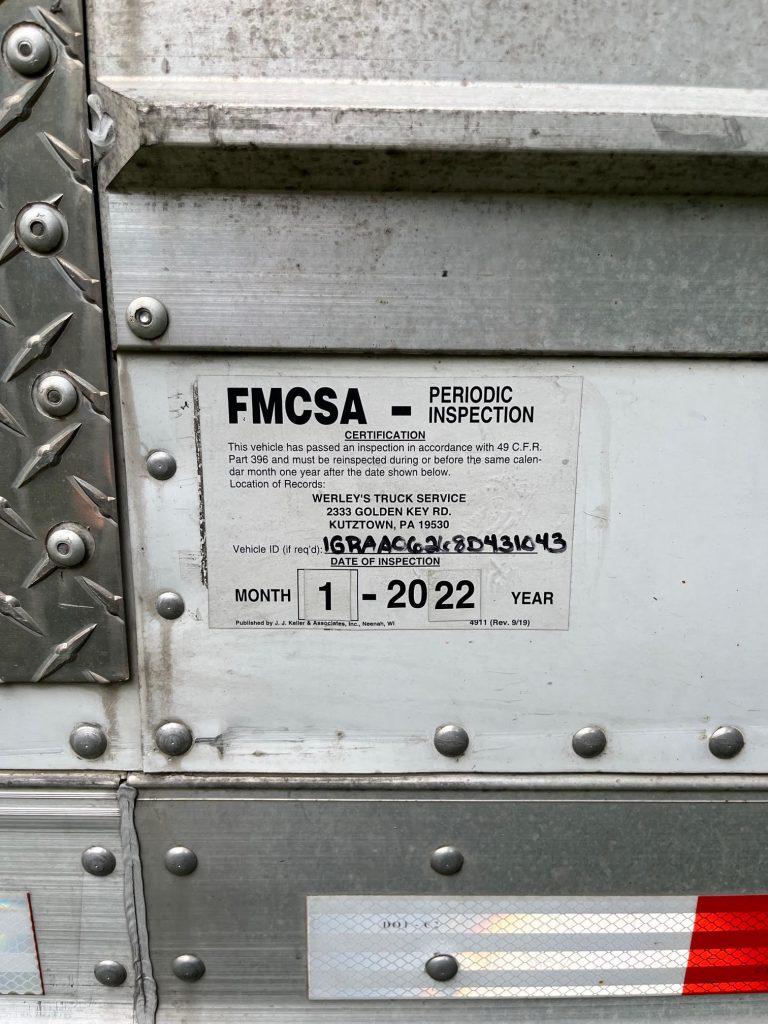 FMCSA - PERIODIC INSPECTION
CERTIFICATION
This vehicle has passed an inspection in accordance with 49 C.F.R.
Part 396 and must be reinspected during or before the same calen-
dar month one year after the date shown below.
Location of Records:
WERLEY'S TRUCK SERVICE
2333 GOLDEN KEY RD.
KUTZTOWN, PA 19530
Vehicle ID (if req'd): 1GRAA06268D431043
DATE OF INSPECTION
MONTH 1 - 2022 YEAR
Published by J. J. Keller & Associates, Inc., Neenah, WI 4911 (Rev. 9/19)
DOT - C2